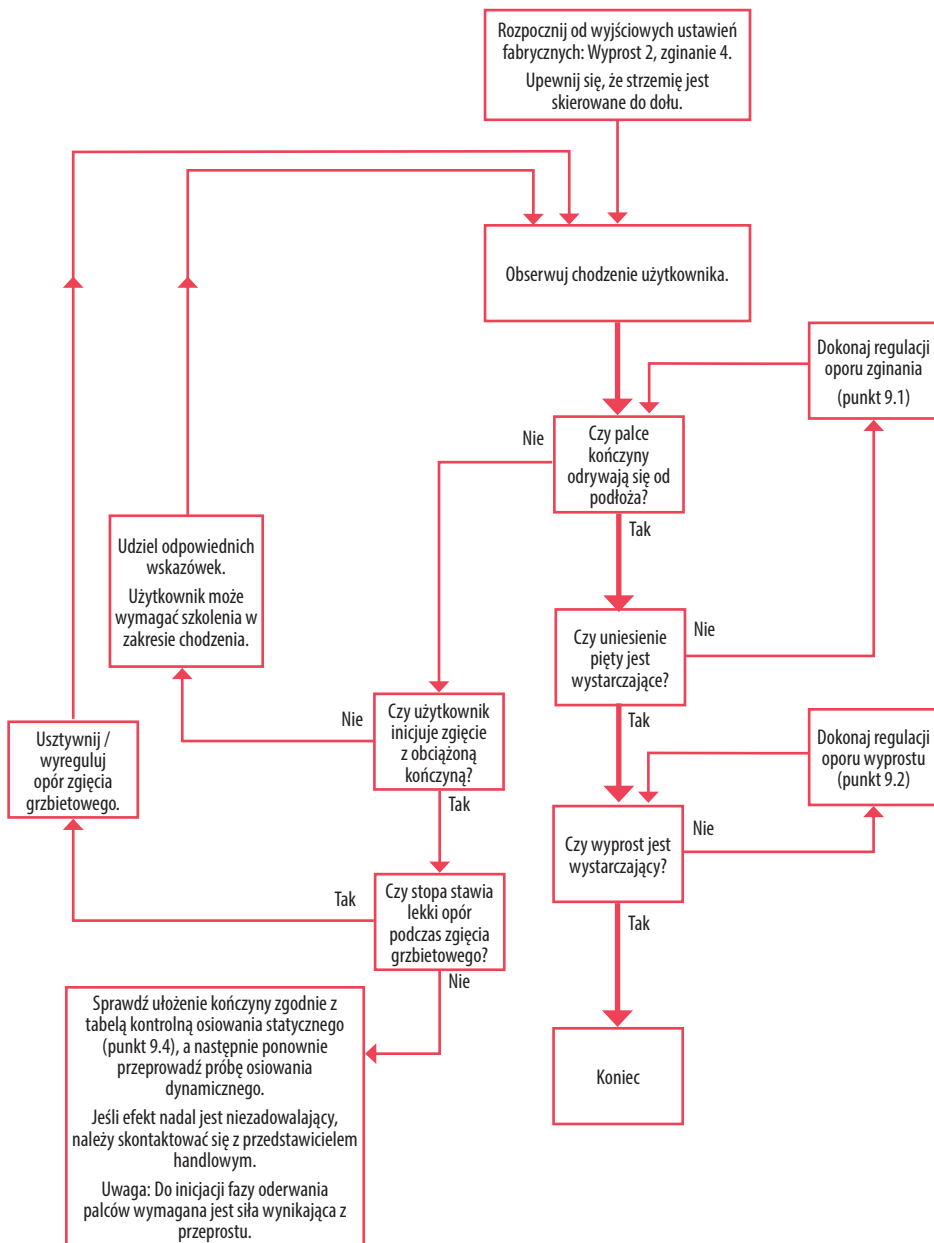 Rozpocznij od wyjściowych ustawień
fabrycznych: Wyprost 2, zginanie 4.
Upewnij się, że strzemię jest
skierowane do dołu.
Obserwuj chodzenie użytkownika.
Dokonaj regulacji
oporu zginania
(punkt 9.1)
Nie
Czy palce
kończyny
odrywają się od
podłoża?
Tak
Udziel odpowiednich
wskazówek.
Użytkownik może
wymagać szkolenia w
zakresie chodzenia.
Czy uniesienie
pięty jest
wystarczające?
Nie
Tak
Nie
Czy użytkownik
inicjuje zgięcie
z obciążoną
kończyną?
Tak
Usztywnij /
wyreguluj
opór zgięcia
grzbietowego.
Dokonaj regulacji
oporu wyprostu
(punkt 9.2)
Nie
Czy wyprost jest
wystarczający?
Tak
Tak
Czy stopa stawia
lekki opór
podczas zgięcia
grzbietowego?
Nie
Sprawdź ułożenie kończyny zgodnie z
tabelą kontrolną osiowania statycznego
(punkt 9.4), a następnie ponownie
przeprowadź próbę osiowania
dynamicznego.
Jeśli efekt nadal jest niezadowalający,
należy skontaktować się z przedstawicielem
handlowym.
Uwaga: Do inicjacji fazy oderwania
palców wymagana jest siła wynikająca z
przeprostu.
Koniec